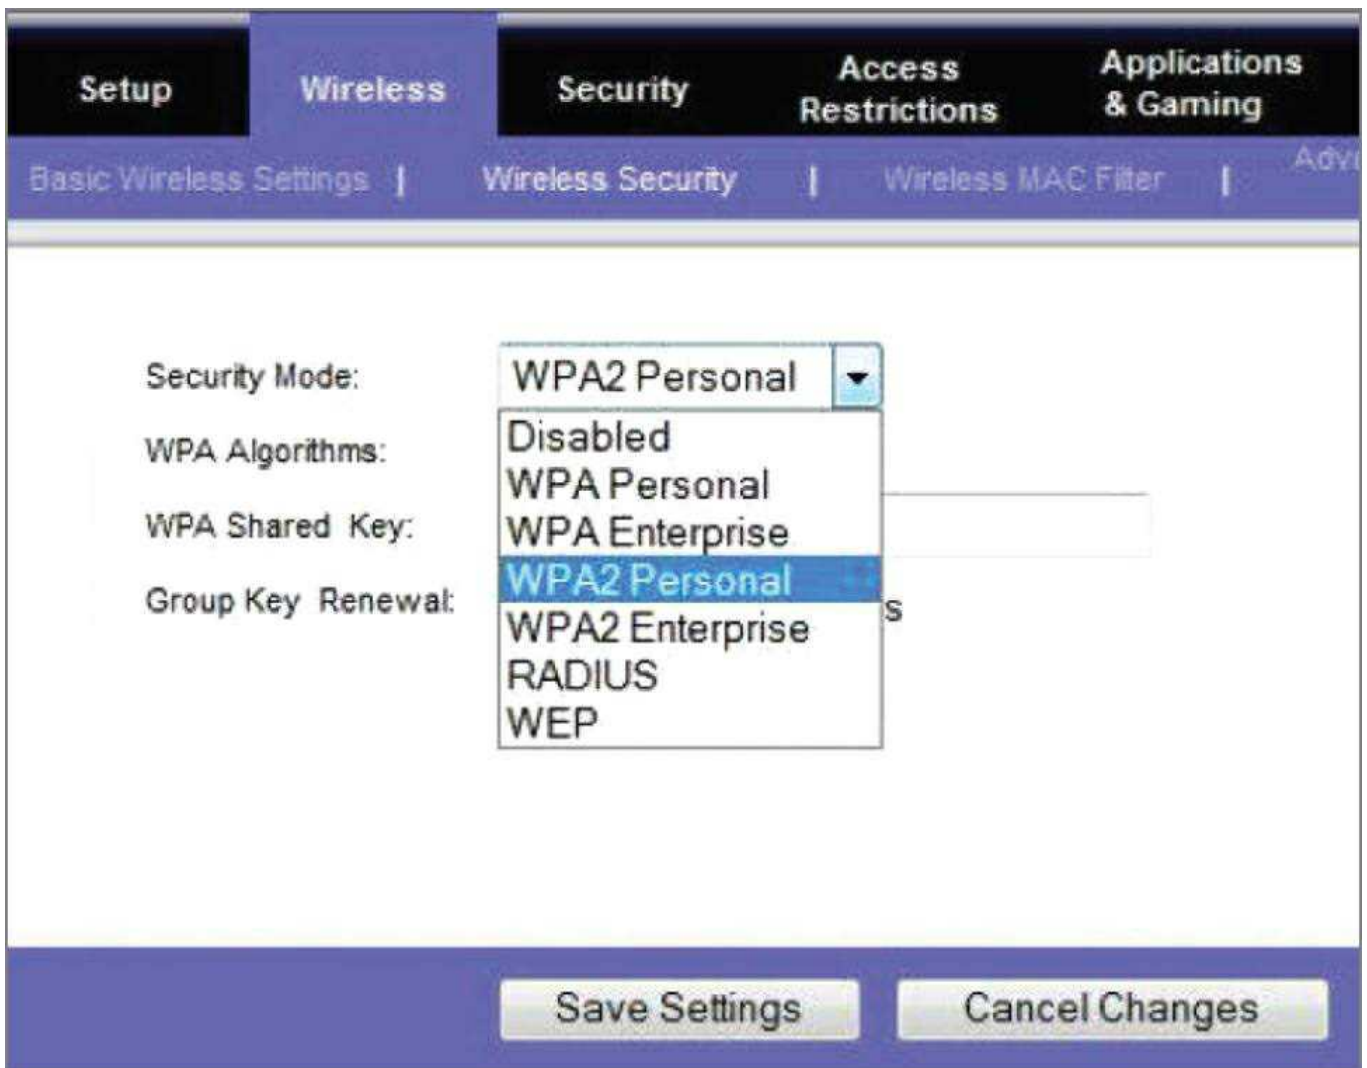 Setup
Wireless
Security
Access
Restrictions
Applications
& Gaming
Basic Wireless Settings |
Wireless Security |
Wireless MAC Filter |
Adv
Security Mode:
WPA2 Personal
Disabled
WPA Personal
WPA Enterprise
WPA2 Personal
WPA2 Enterprise
RADIUS
WEP
WPA Algorithms:
WPA Shared Key:
Group Key Renewal:
s
Save Settings
Cancel Changes